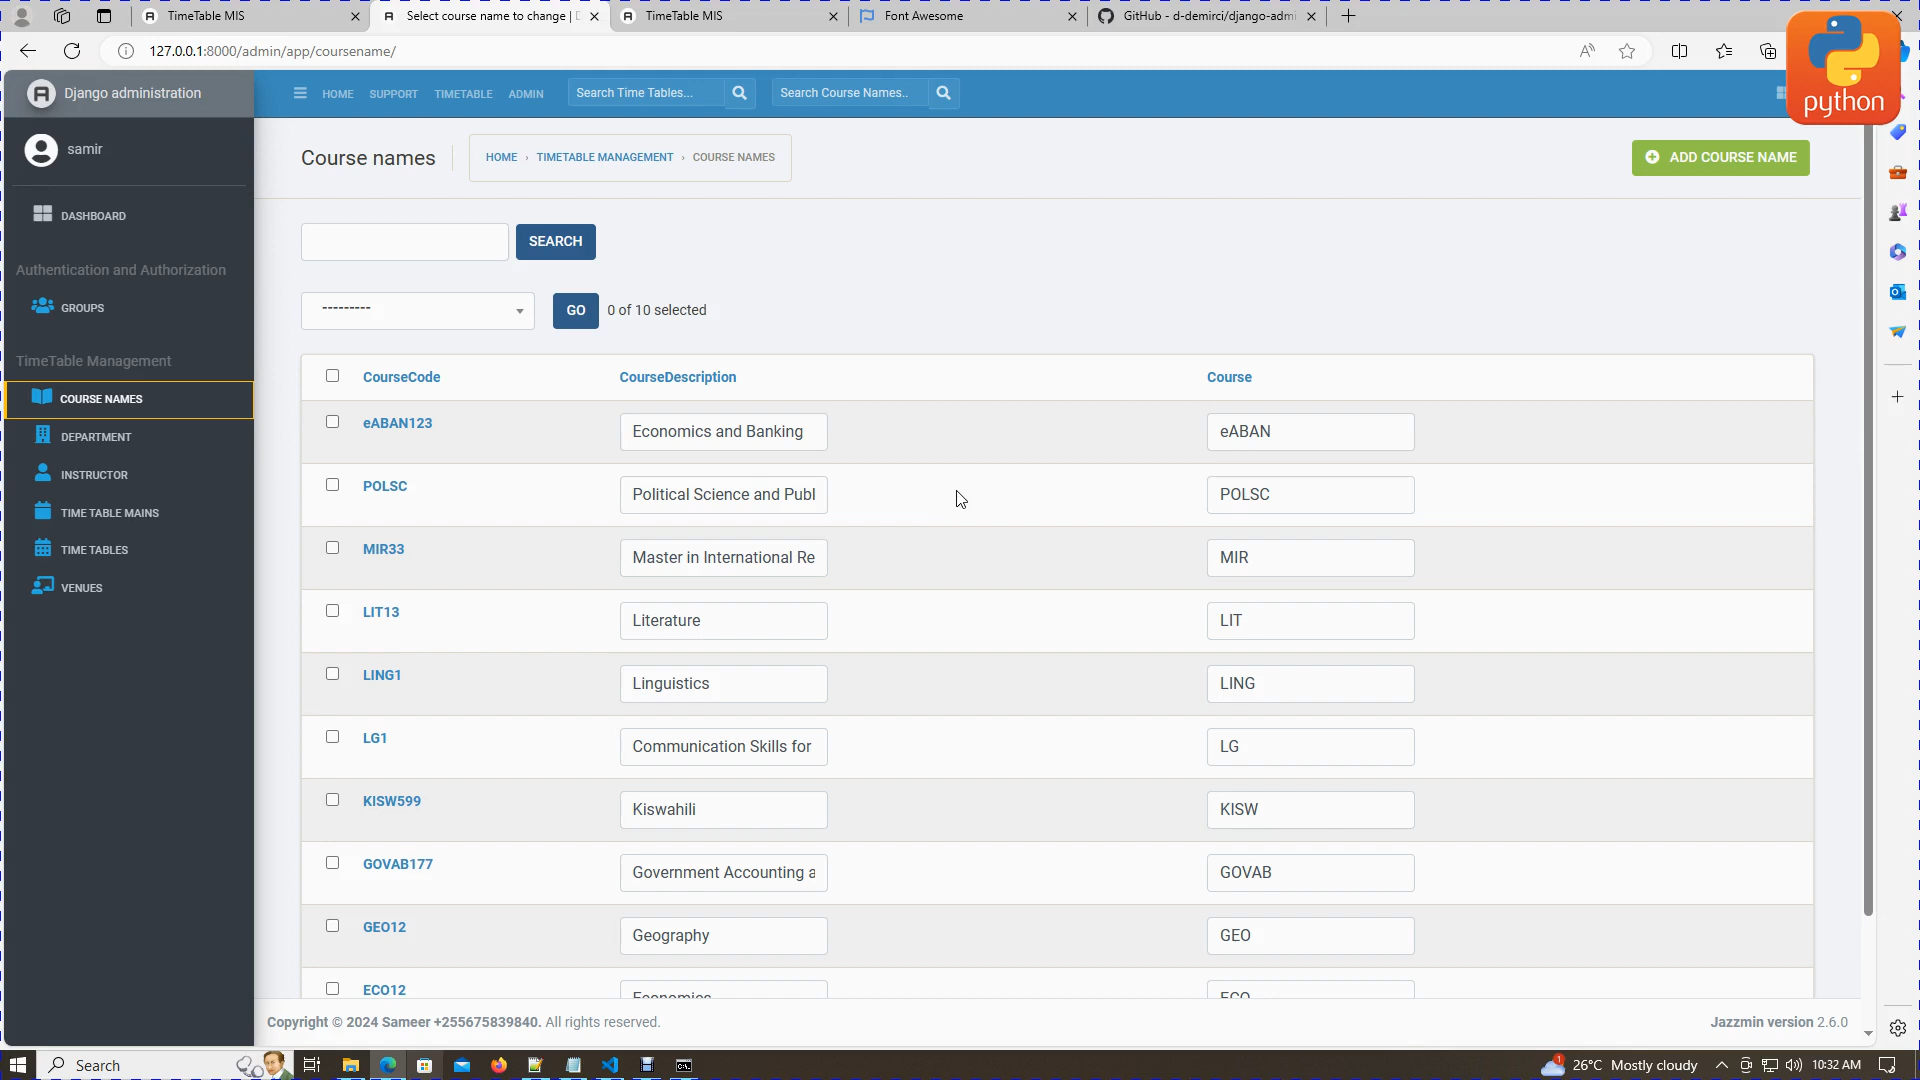 TimeTable MIS
Select course name to change | D
TimeTable MIS
Font Awesome
GitHub - d-demirci/django-admi
127.0.0.1:8000/admin/app/coursename/
python
Django administration
HOME
SUPPORT
TIMETABLE
ADMIN
Search Time Tables...
Search Course Names..
samir
DASHBOARD
Authentication and Authorization
GROUPS
TimeTable Management
COURSE NAMES
DEPARTMENT
INSTRUCTOR
TIME TABLE MAINS
TIME TABLES
VENUES
Course names
HOME › TIMETABLE MANAGEMENT › COURSE NAMES
ADD COURSE NAME
SEARCH
---------
GO
0 of 10 selected
CourseCode CourseDescription Course
eABAN123 Economics and Banking eABAN
POLSC Political Science and Publ POLSC
MIR33 Master in International Re MIR
LIT13 Literature LIT
LING1 Linguistics LING
LG1 Communication Skills for LG
KISW599 Kiswahili KISW
GOVAB177 Government Accounting a GOVAB
GEO12 Geography GEO
ECO12 Economics ECO
Copyright © 2024 Sameer +255675839840. All rights reserved.
Jazzmin version 2.6.0
Search
1
26°C Mostly cloudy
10:32 AM